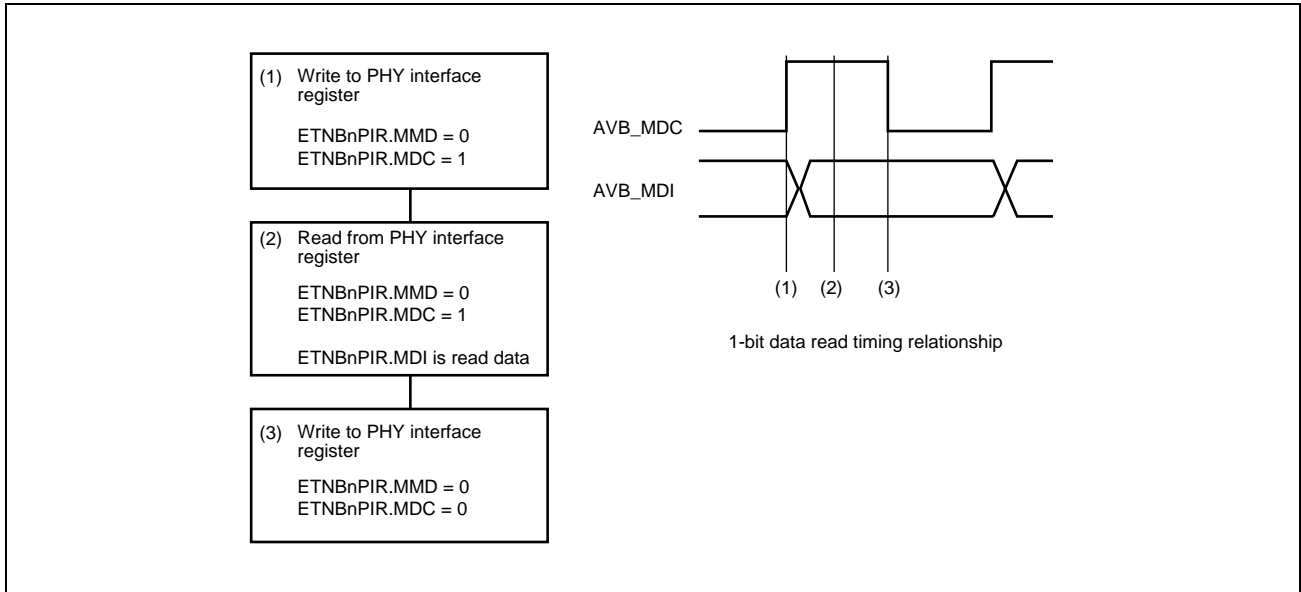 (1) Write to PHY interface
register
ETNBnPIR.MMD = 0
ETNBnPIR.MDC = 1
(2) Read from PHY interface
register
ETNBnPIR.MMD = 0
ETNBnPIR.MDC = 1
ETNBnPIR.MDI is read data
(3) Write to PHY interface
register
ETNBnPIR.MMD = 0
ETNBnPIR.MDC = 0
AVB_MDC
AVB_MDI
(1) (2) (3)
1-bit data read timing relationship